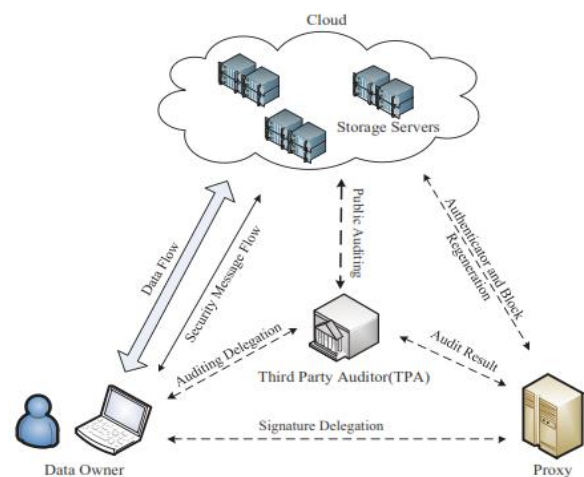 Cloud
Storage Servers
Data Flow
Security Message Flow
Public Auditing
Authenticator and Block
Regeneration
Auditing Delegation
Audit Result
Third Party Auditor(TPA)
Signature Delegation
Data Owner
Proxy